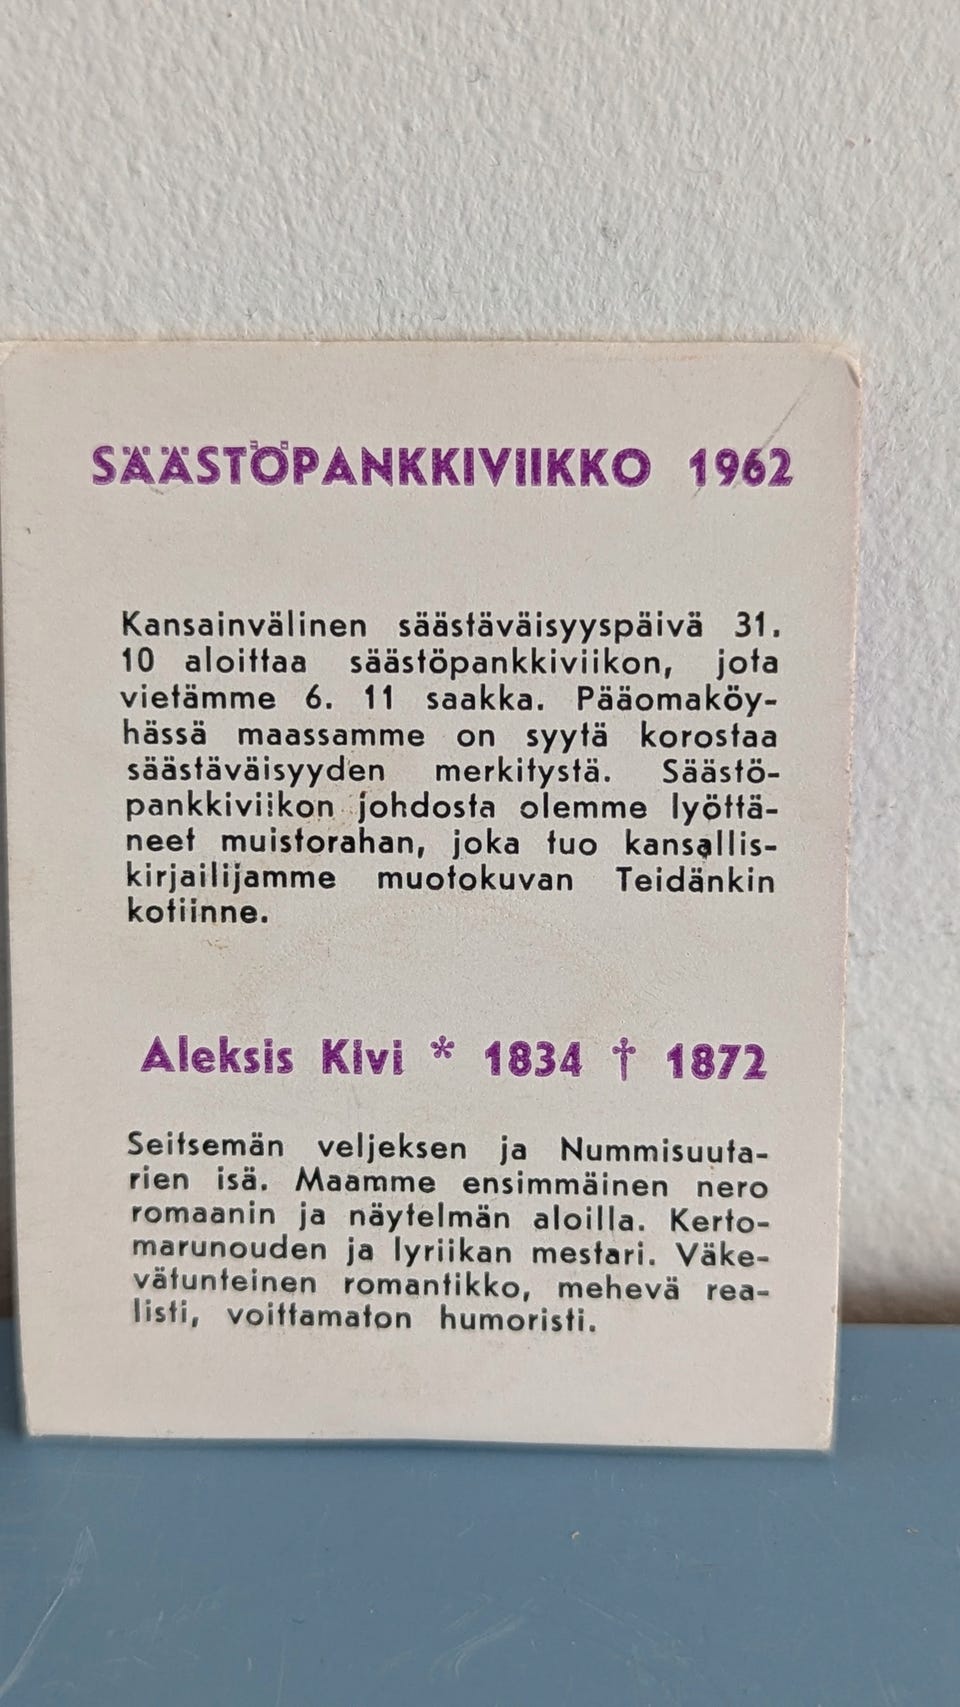 SÄÄSTÖPANKKIVIIKKO 1962
Kansainvälinen säästäväisyyspäivä 31.
10 aloittaa säästöpankkiviikon, jota
vietämme 6. 11 saakka. Pääomaköy-
hässä maassamme on syytä korostaa
säästäväisyyden merkitystä. Säästö-
pankkiviikon johdosta olemme lyöttä-
neet muistorahan, joka tuo kansallis-
kirjailijamme muotokuvan Teidänkin
kotiinne.
Aleksis Kivi * 1834 † 1872
Seitsemän veljeksen ja Nummisuuta-
rien isä. Maamme ensimmäinen nero
romaanin ja näytelmän aloilla. Kerto-
marunouden ja lyriikan mestari. Väke-
vätunteinen romantikko, mehevä rea-
listi, voittamaton humoristi.